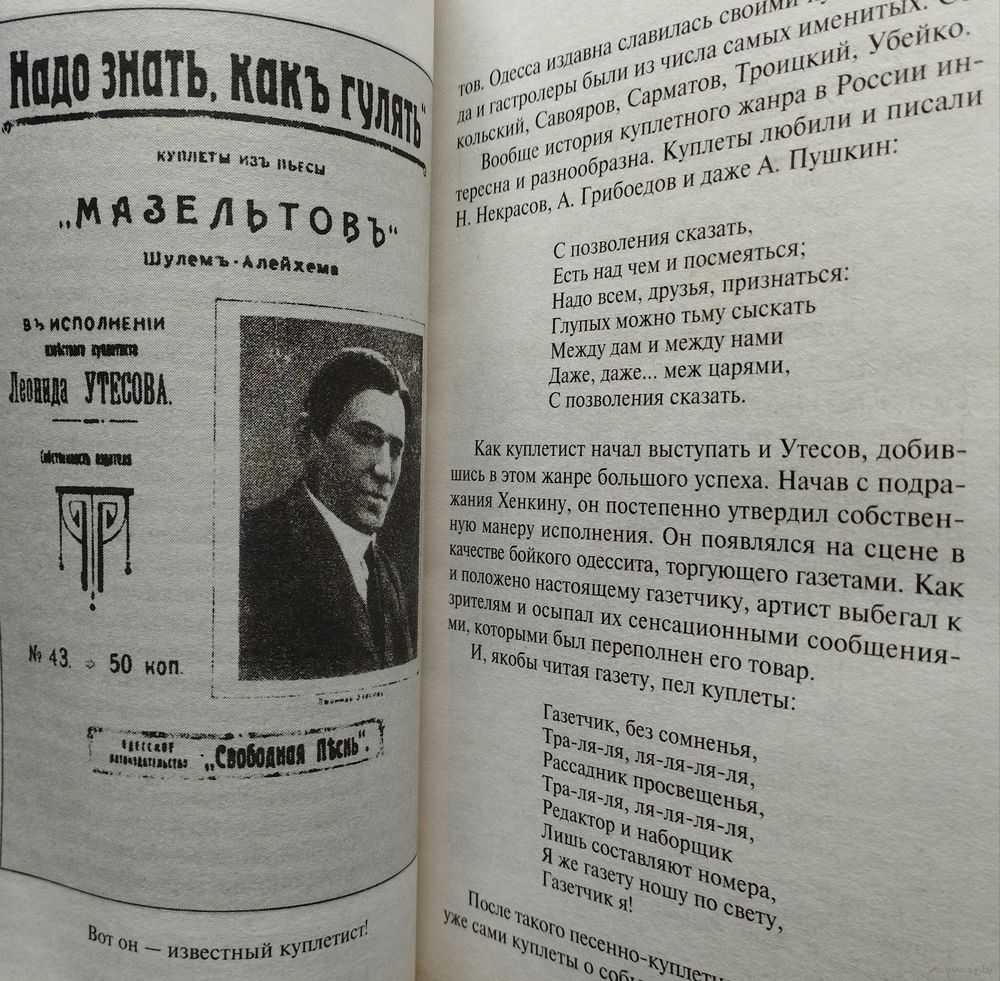 Надо знать, какъ гулять"
КУПЛЕТЫ ИЗЪ ПЬЕСЫ
„МАЗЕЛЬТОВЪ"
Шулемъ-Алейхема
ВЪ ИСПОЛНЕНІИ
Леонида УТЕСОВА.
Собственность издателя
№ 43. 50 коп.
ОДЕССКОЕ
„Свободная Пѣснь".
Вот он — известный куплетист!
тов. Одесса издавна славилась своими
да и гастролеры были из числа самых именитых.
кольский, Савояров, Сарматов, Троицкий, Убейко.
Вообще история куплетного жанра в России ин-
тересна и разнообразна. Куплеты любили и писали
Н. Некрасов, А. Грибоедов и даже А. Пушкин:
С позволения сказать,
Есть над чем и посмеяться;
Надо всем, друзья, признаться:
Глупых можно тьму сыскать
Между дам и между нами
Даже, даже... меж царями,
С позволения сказать.
Как куплетист начал выступать и Утесов, добив-
шись в этом жанре большого успеха. Начав с подра-
жания Хенкину, он постепенно утвердил собствен-
ную манеру исполнения. Он появлялся на сцене в
качестве бойкого одессита, торгующего газетами. Как
и положено настоящему газетчику, артист выбегал к
зрителям и осыпал их сенсационными сообщения-
ми, которыми был переполнен его товар.
И, якобы читая газету, пел куплеты:
Газетчик, без сомненья,
Тра-ля-ля, ля-ля-ля-ля,
Рассадник просвещенья,
Тра-ля-ля, ля-ля-ля-ля,
Редактор и наборщик
Лишь составляют номера,
Я же газету ношу по свету,
Газетчик я!
После такого песенно-куплетн
уже сами куплеты о собы
www.ay.by